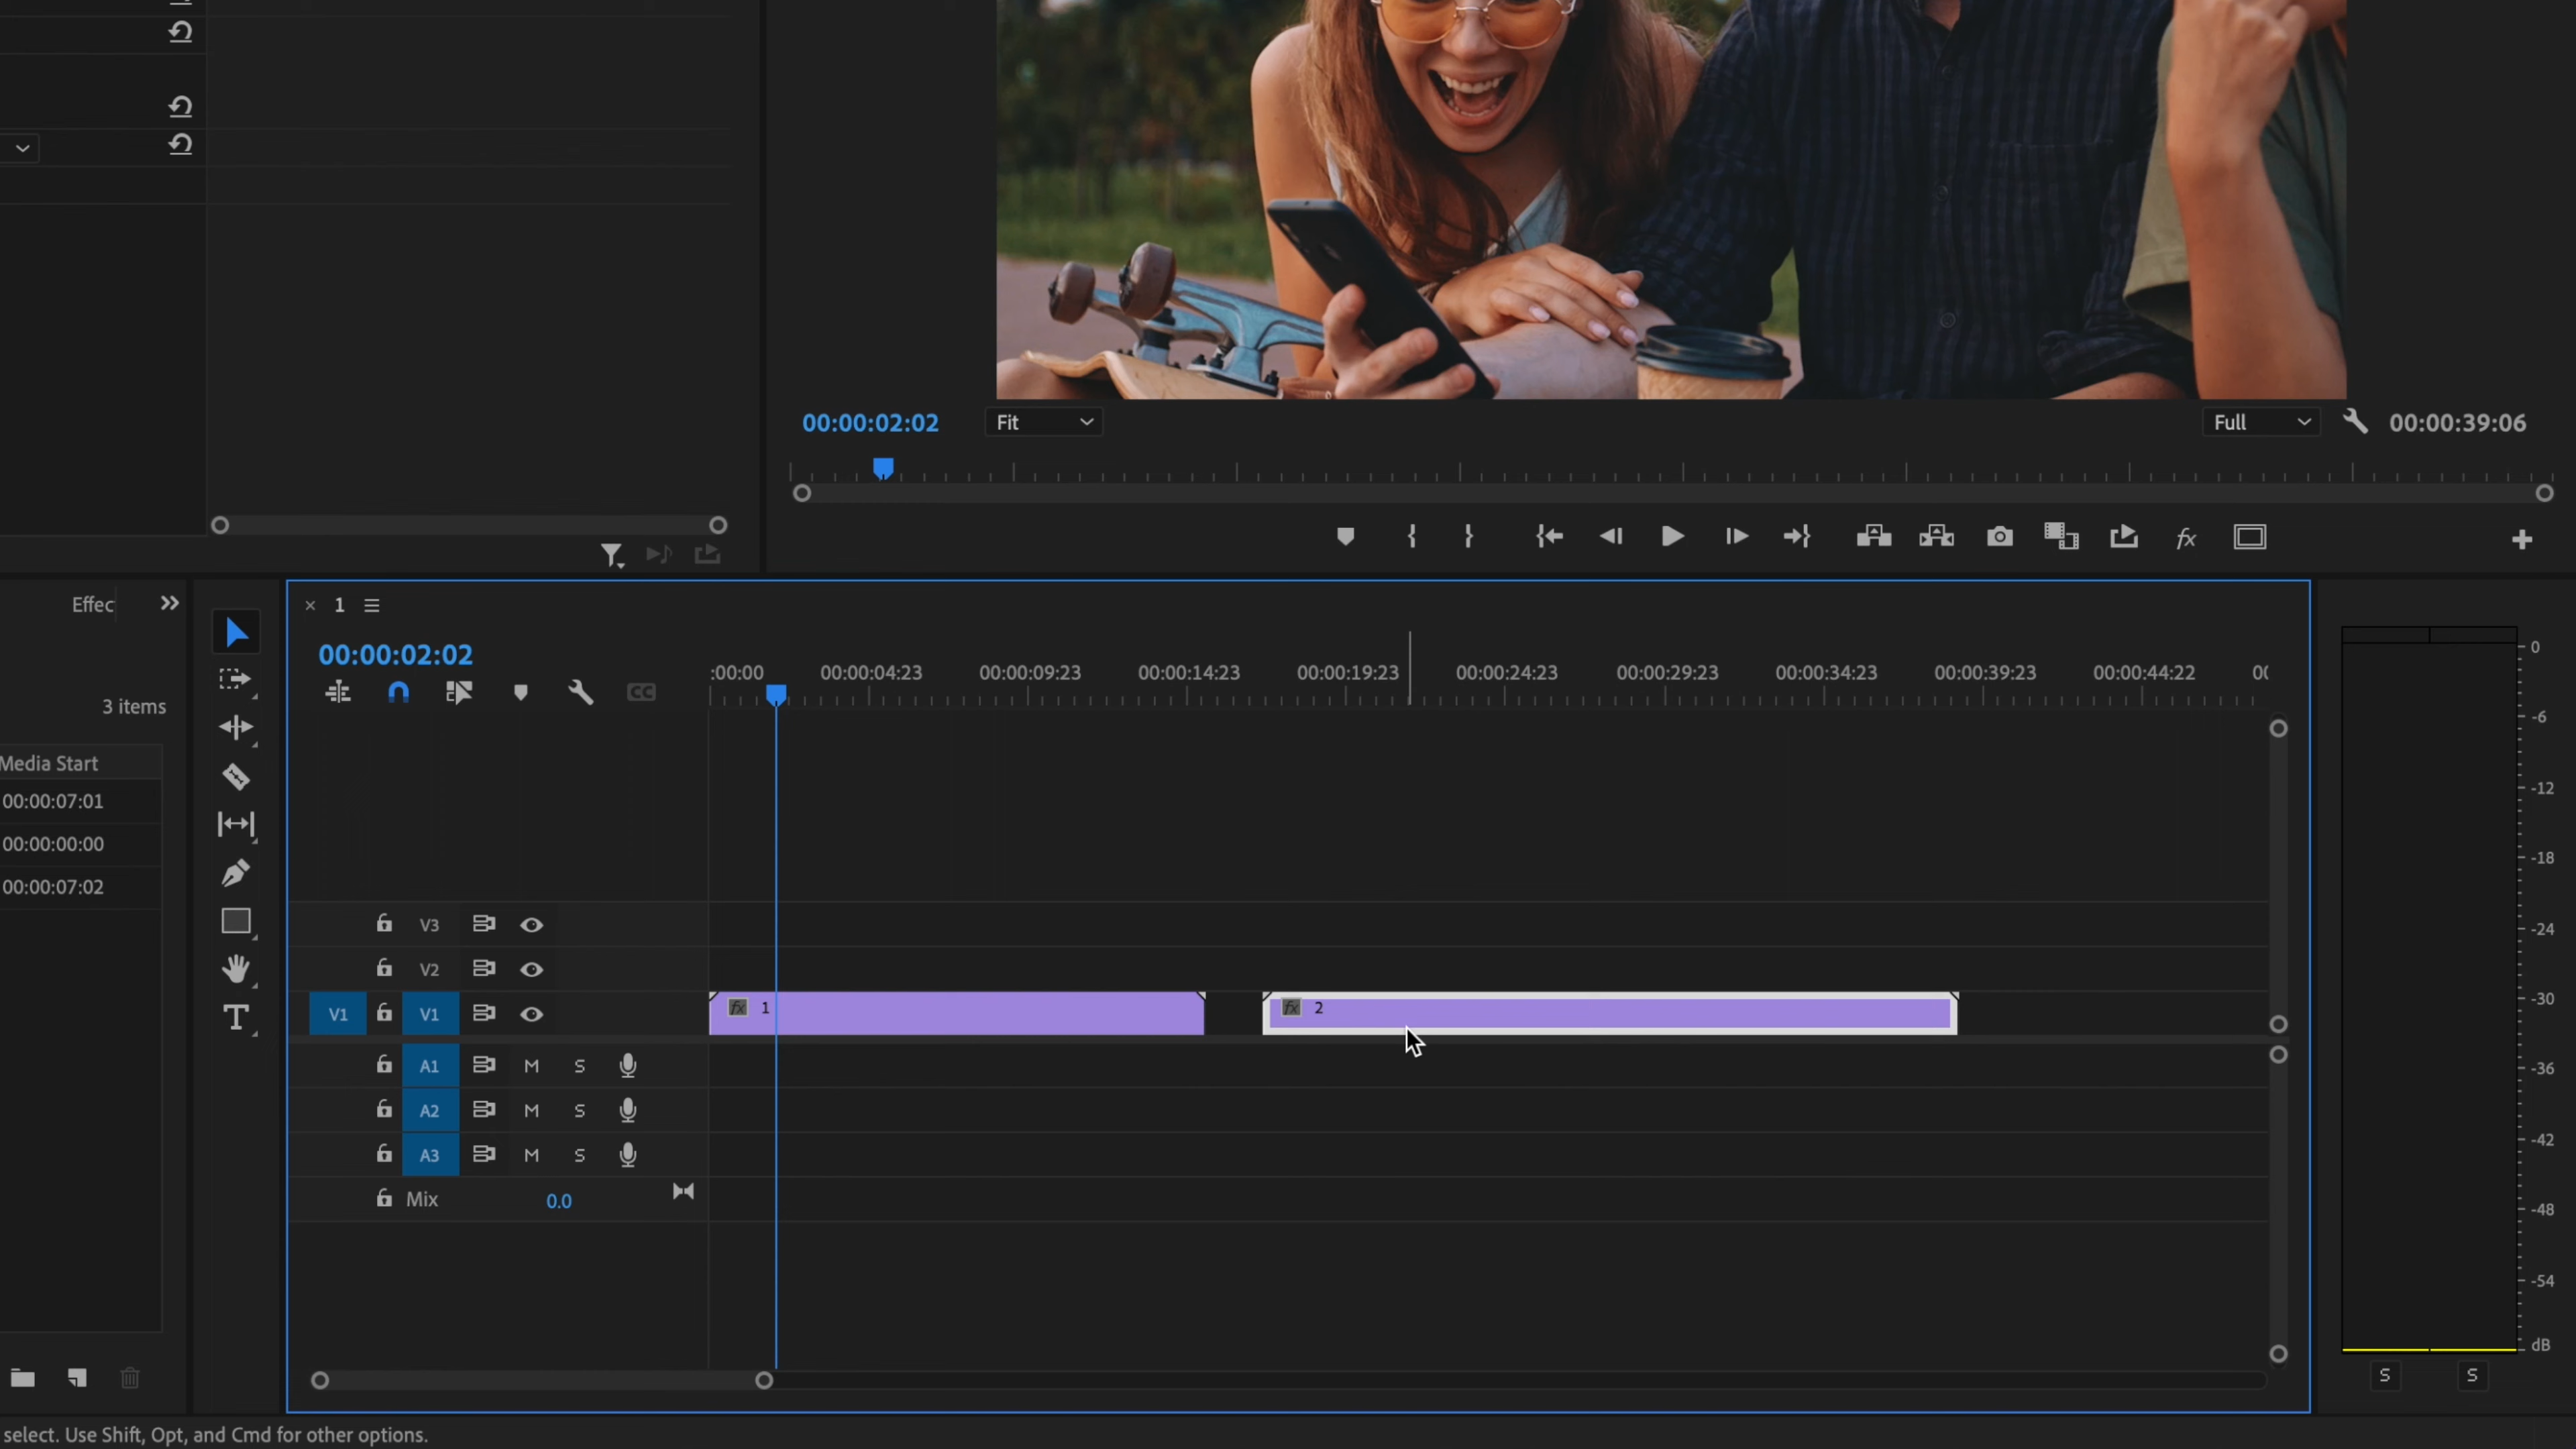 00:00:02:02 Fit Full 00:00:39:06
fx
Effec
× 1
00:00:02:02
CC
:00:00 00:00:04:23 00:00:09:23 00:00:14:23 00:00:19:23 00:00:24:23 00:00:29:23 00:00:34:23 00:00:39:23 00:00:44:22
3 items
Media Start
00:00:07:01
00:00:00:00
00:00:07:02
T
V3
V2
V1 V1 fx 1 fx 2
A1 M S
A2 M S
A3 M S
Mix 0.0
0
-6
-12
-18
-24
-30
-36
-42
-48
-54
dB
S S
select. Use Shift, Opt, and Cmd for other options.